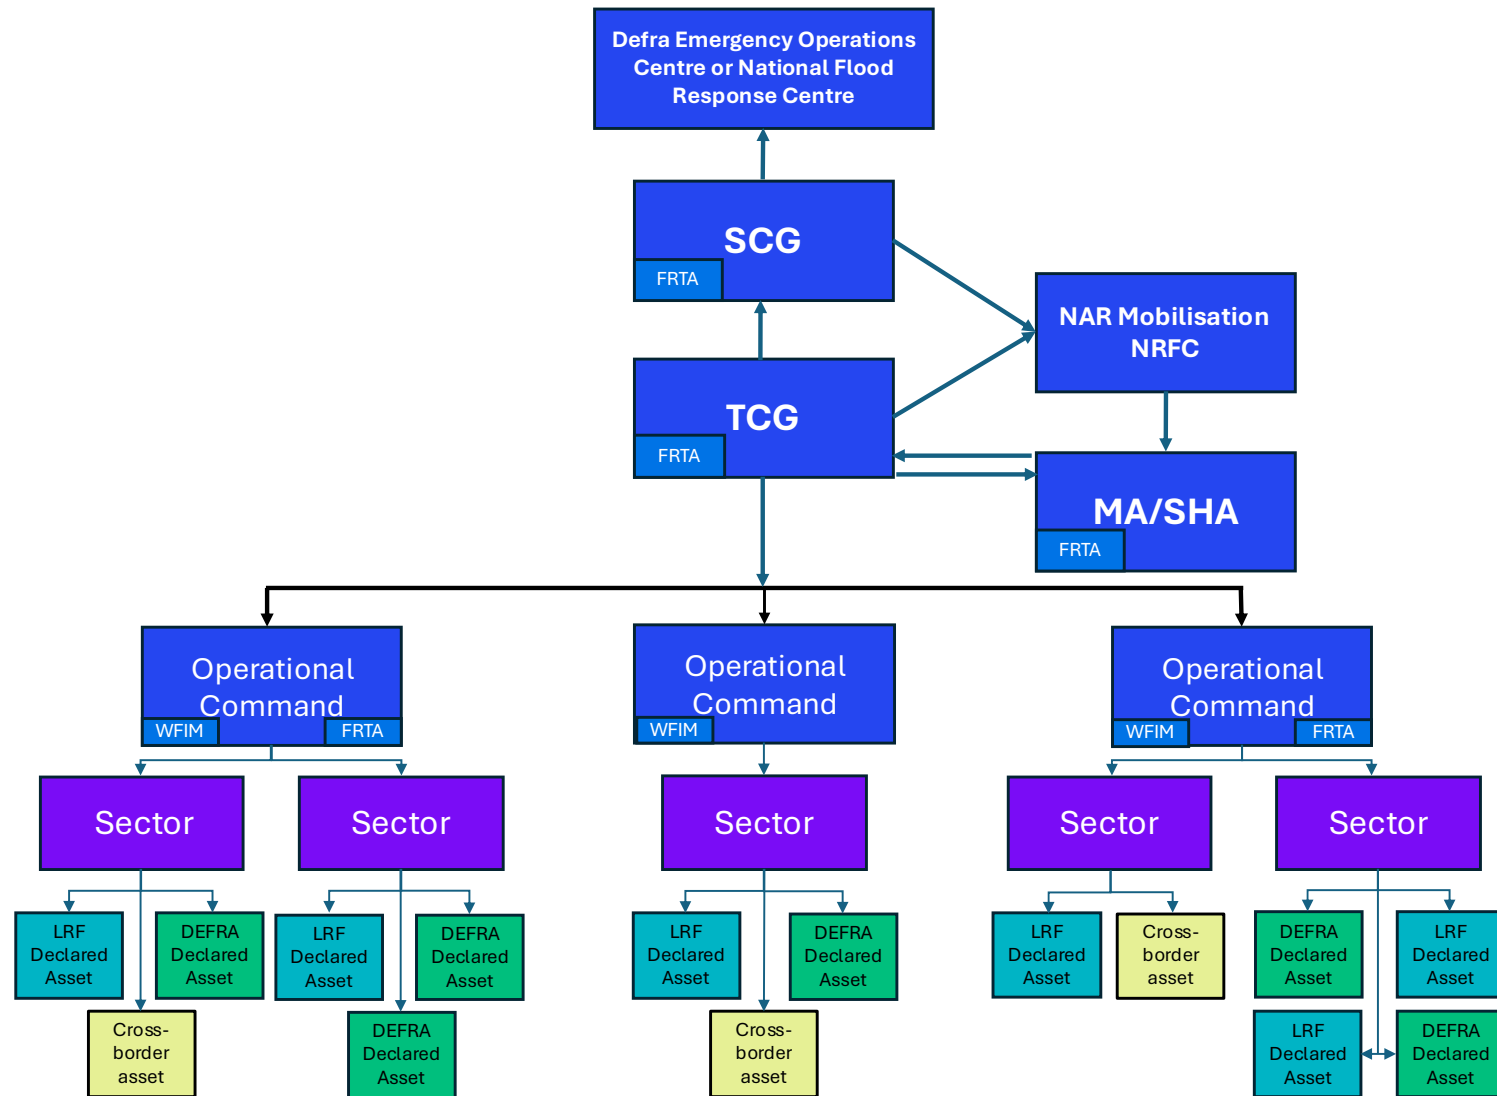 Defra Emergency Operations
Centre or National Flood
Response Centre
SCG
FRTA
NAR Mobilisation
NRFC
TCG
FRTA
MA/SHA
FRTA
Operational
Command
WFIM
FRTA
Operational
Command
WFIM
Operational
Command
WFIM
FRTA
Sector
Sector
Sector
Sector
Sector
LRF
Declared
Asset
DEFRA
Declared
Asset
Cross-
border
asset
LRF
Declared
Asset
DEFRA
Declared
Asset
DEFRA
Declared
Asset
LRF
Declared
Asset
DEFRA
Declared
Asset
Cross-
border
asset
LRF
Declared
Asset
Cross-
border
asset
DEFRA
Declared
Asset
LRF
Declared
Asset
LRF
Declared
Asset
DEFRA
Declared
Asset